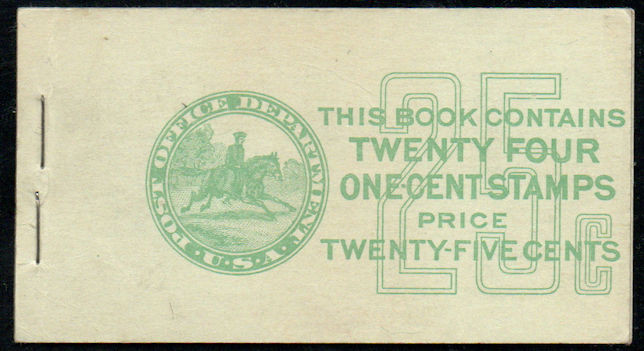 POST OFFICE DEPARTMENT
U.S.A.
25c
THIS BOOK CONTAINS
TWENTY FOUR
ONE-CENT STAMPS
PRICE
TWENTY-FIVE CENTS